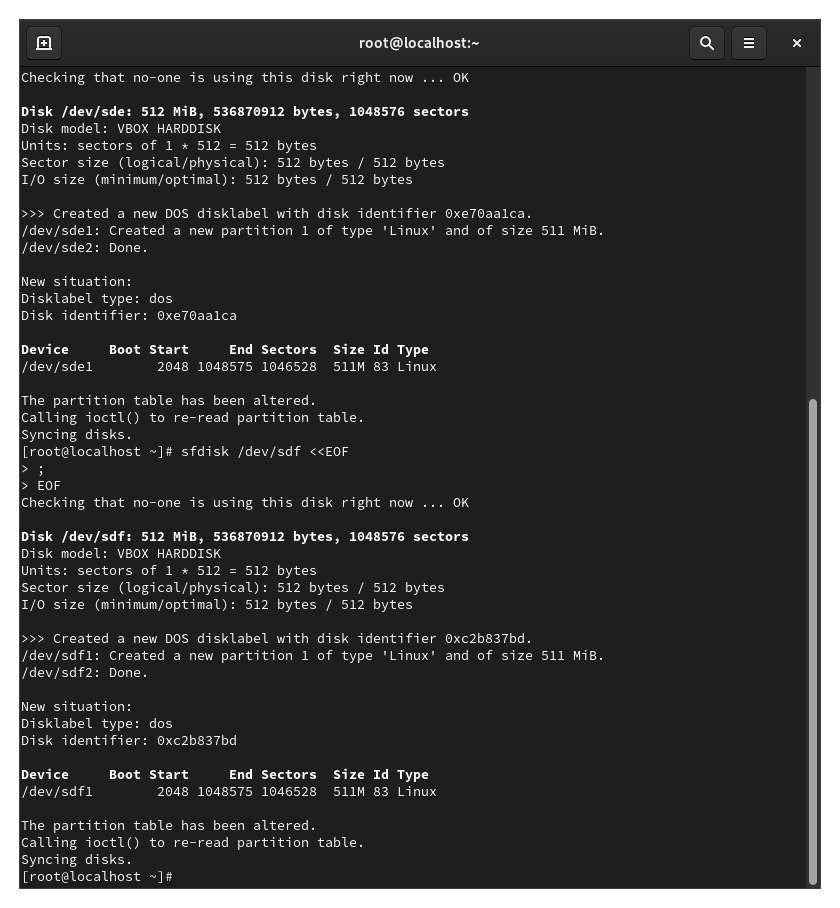 root@localhost:~
Checking that no-one is using this disk right now ... OK
Disk /dev/sde: 512 MiB, 536870912 bytes, 1048576 sectors
Disk model: VBOX HARDDISK
Units: sectors of 1 * 512 = 512 bytes
Sector size (logical/physical): 512 bytes / 512 bytes
I/O size (minimum/optimal): 512 bytes / 512 bytes
>>> Created a new DOS disklabel with disk identifier 0xe70aa1ca.
/dev/sde1: Created a new partition 1 of type 'Linux' and of size 511 MiB.
/dev/sde2: Done.
New situation:
Disklabel type: dos
Disk identifier: 0xe70aa1ca
Device     Boot Start     End Sectors  Size Id Type
/dev/sde1        2048 1048575 1046528  511M 83 Linux
The partition table has been altered.
Calling ioctl() to re-read partition table.
Syncing disks.
[root@localhost ~]# sfdisk /dev/sdf <<EOF
> ;
> EOF
Checking that no-one is using this disk right now ... OK
Disk /dev/sdf: 512 MiB, 536870912 bytes, 1048576 sectors
Disk model: VBOX HARDDISK
Units: sectors of 1 * 512 = 512 bytes
Sector size (logical/physical): 512 bytes / 512 bytes
I/O size (minimum/optimal): 512 bytes / 512 bytes
>>> Created a new DOS disklabel with disk identifier 0xc2b837bd.
/dev/sdf1: Created a new partition 1 of type 'Linux' and of size 511 MiB.
/dev/sdf2: Done.
New situation:
Disklabel type: dos
Disk identifier: 0xc2b837bd
Device     Boot Start     End Sectors  Size Id Type
/dev/sdf1        2048 1048575 1046528  511M 83 Linux
The partition table has been altered.
Calling ioctl() to re-read partition table.
Syncing disks.
[root@localhost ~]#